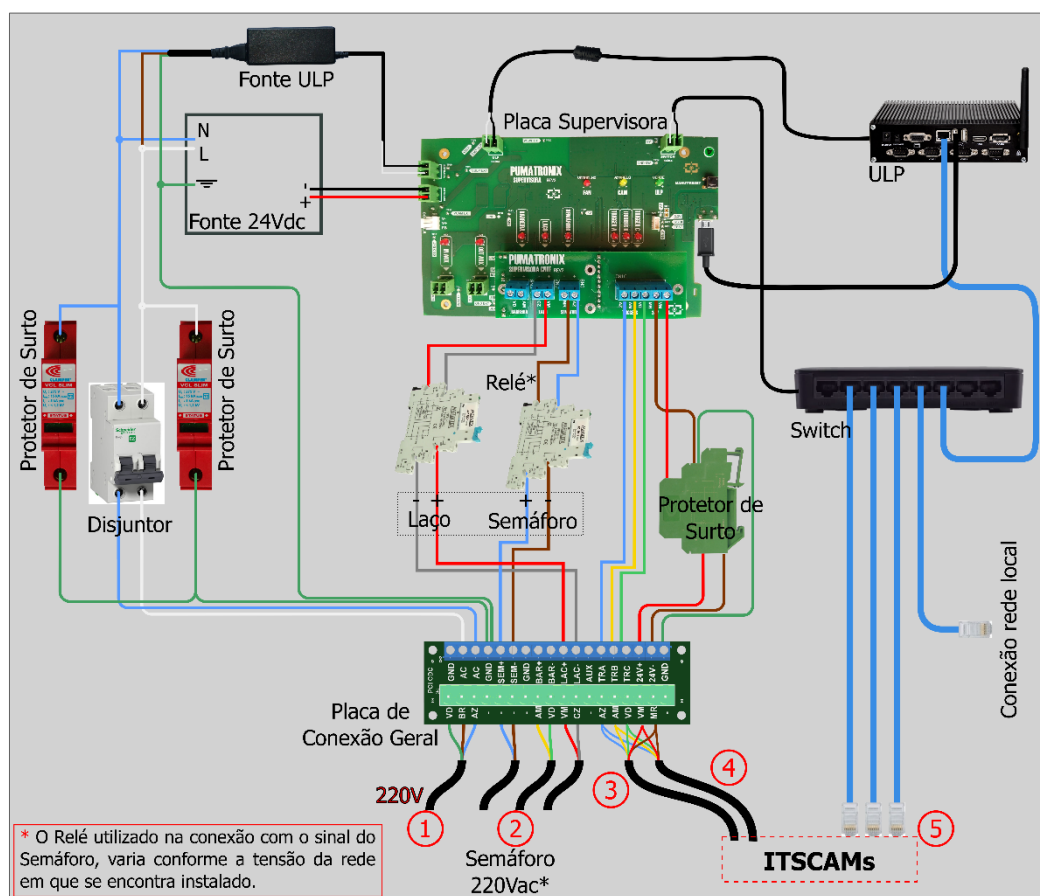 Fonte ULP
N
L
Fonte 24Vdc
-
+
Placa Supervisora
ULP
PUMATRONIX
SUPERVISORA
FAN
CAM
ULP
PUMATRONIX
Protetor de Surto
Protetor de Surto
Disjuntor
Relé*
- +
Laço
+ -
Semáforo
Protetor de
Surto
Switch
Conexão rede local
GND
AC
AC
GND
SEM+
SEM-
GND
BAR+
BAR-
LAC+
LAC-
AUX
TRA
TRB
TRC
24V+
24V-
GND
VD
BR
AZ
-
-
-
-
AM
VD
VM
CZ
-
AZ
AM
VD
VM
MR
-
Placa de
Conexão Geral
220V
1
2
3
4
5
Semáforo
220Vac*
ITSCAMs
* O Relé utilizado na conexão com o sinal do
Semáforo, varia conforme a tensão da rede
em que se encontra instalado.